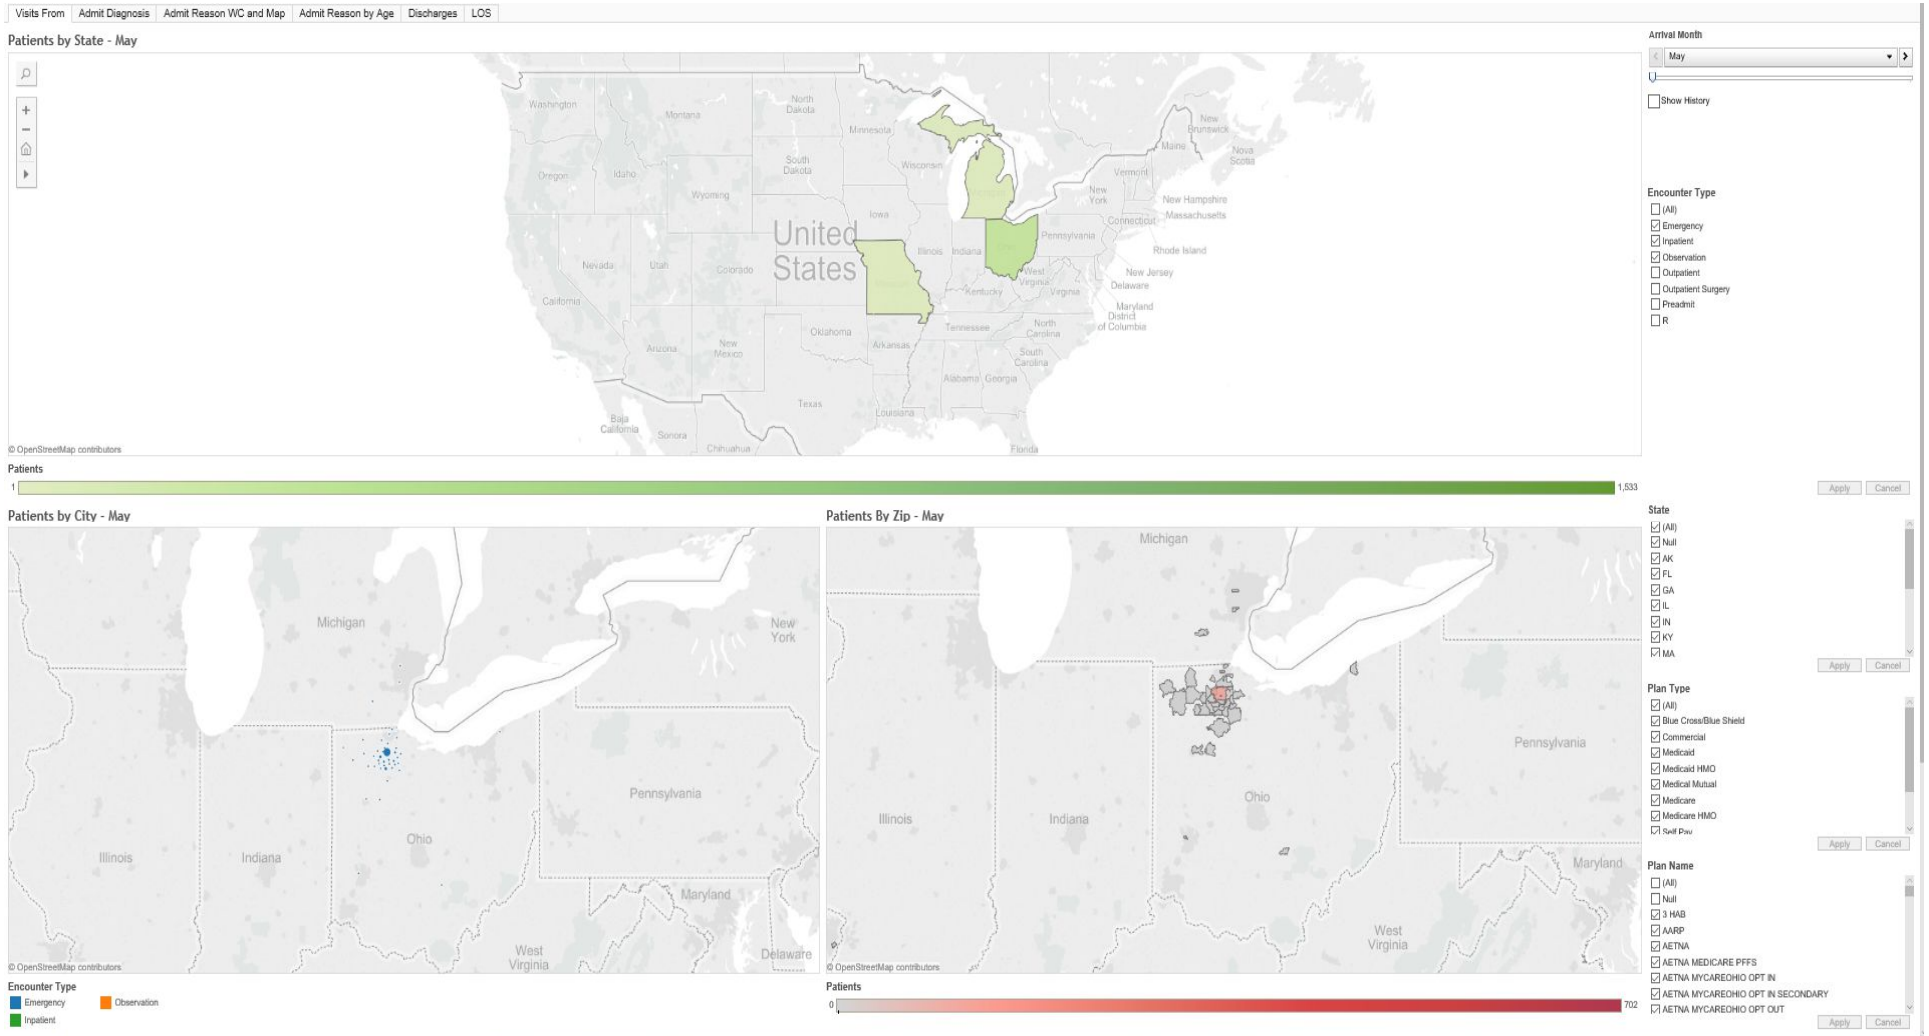 Visits From Admit Diagnosis Admit Reason WC and Map Admit Reason by Age Discharges LOS
Patients by State - May
Washington
Montana
North
Dakota
Minnesota
Wisconsin
Oregon
Idaho
Wyoming
South
Dakota
Iowa
Nevada
Utah
Colorado
California
United
States
Illinois
Indiana
Pennsylvania
West
Virginia
Virginia
Kentucky
Tennessee
North
Carolina
South
Carolina
Oklahoma
Arkansas
Arizona
New
Mexico
Alabama
Georgia
Texas
Louisiana
Florida
Baja
California
Sonora
Chihuahua
Maine
New
Brunswick
Nova
Scotia
Vermont
New
York
New Hampshire
Massachusetts
Connecticut
Rhode Island
New Jersey
Delaware
Maryland
District
of Columbia
© OpenStreetMap contributors
Arrival Month
May
Show History
Encounter Type
(All)
Emergency
Inpatient
Observation
Outpatient
Outpatient Surgery
Preadmit
R
Apply Cancel
Patients
1
1,533
Patients by City - May
Michigan
New
York
Pennsylvania
Ohio
Illinois
Indiana
Maryland
West
Virginia
Delaware
© OpenStreetMap contributors
Encounter Type
Emergency
Observation
Inpatient
Patients By Zip - May
Michigan
Pennsylvania
Ohio
Illinois
Indiana
Maryland
West
Virginia
© OpenStreetMap contributors
Patients
0
702
State
(All)
Null
AK
FL
GA
IL
IN
KY
MA
Apply Cancel
Plan Type
(All)
Blue Cross/Blue Shield
Commercial
Medicaid
Medicaid HMO
Medical Mutual
Medicare
Medicare HMO
Self Pay
Apply Cancel
Plan Name
(All)
Null
3 HAB
AARP
AETNA
AETNA MEDICARE PFFS
AETNA MYCAREOHIO OPT IN
AETNA MYCAREOHIO OPT IN SECONDARY
AETNA MYCAREOHIO OPT OUT
Apply Cancel